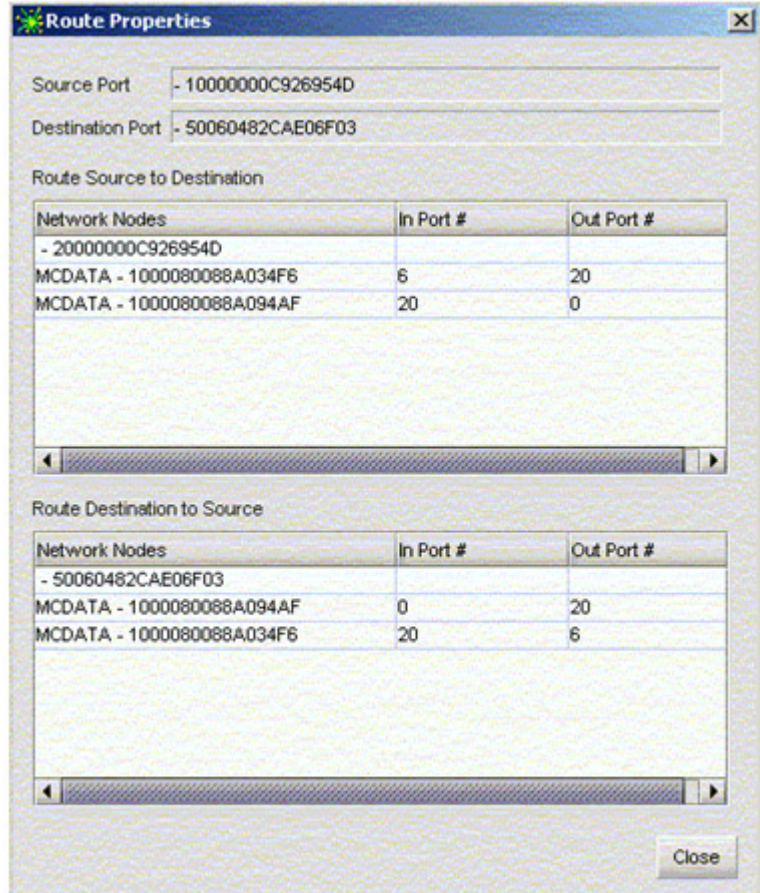 Route Properties
Source Port - 10000000C926954D
Destination Port - 50060482CAE06F03
Route Source to Destination
Network Nodes In Port # Out Port #
- 20000000C926954D
MCDATA - 1000080088A034F6 6 20
MCDATA - 1000080088A094AF 20 0
Route Destination to Source
Network Nodes In Port # Out Port #
- 50060482CAE06F03
MCDATA - 1000080088A094AF 0 20
MCDATA - 1000080088A034F6 20 6
Close